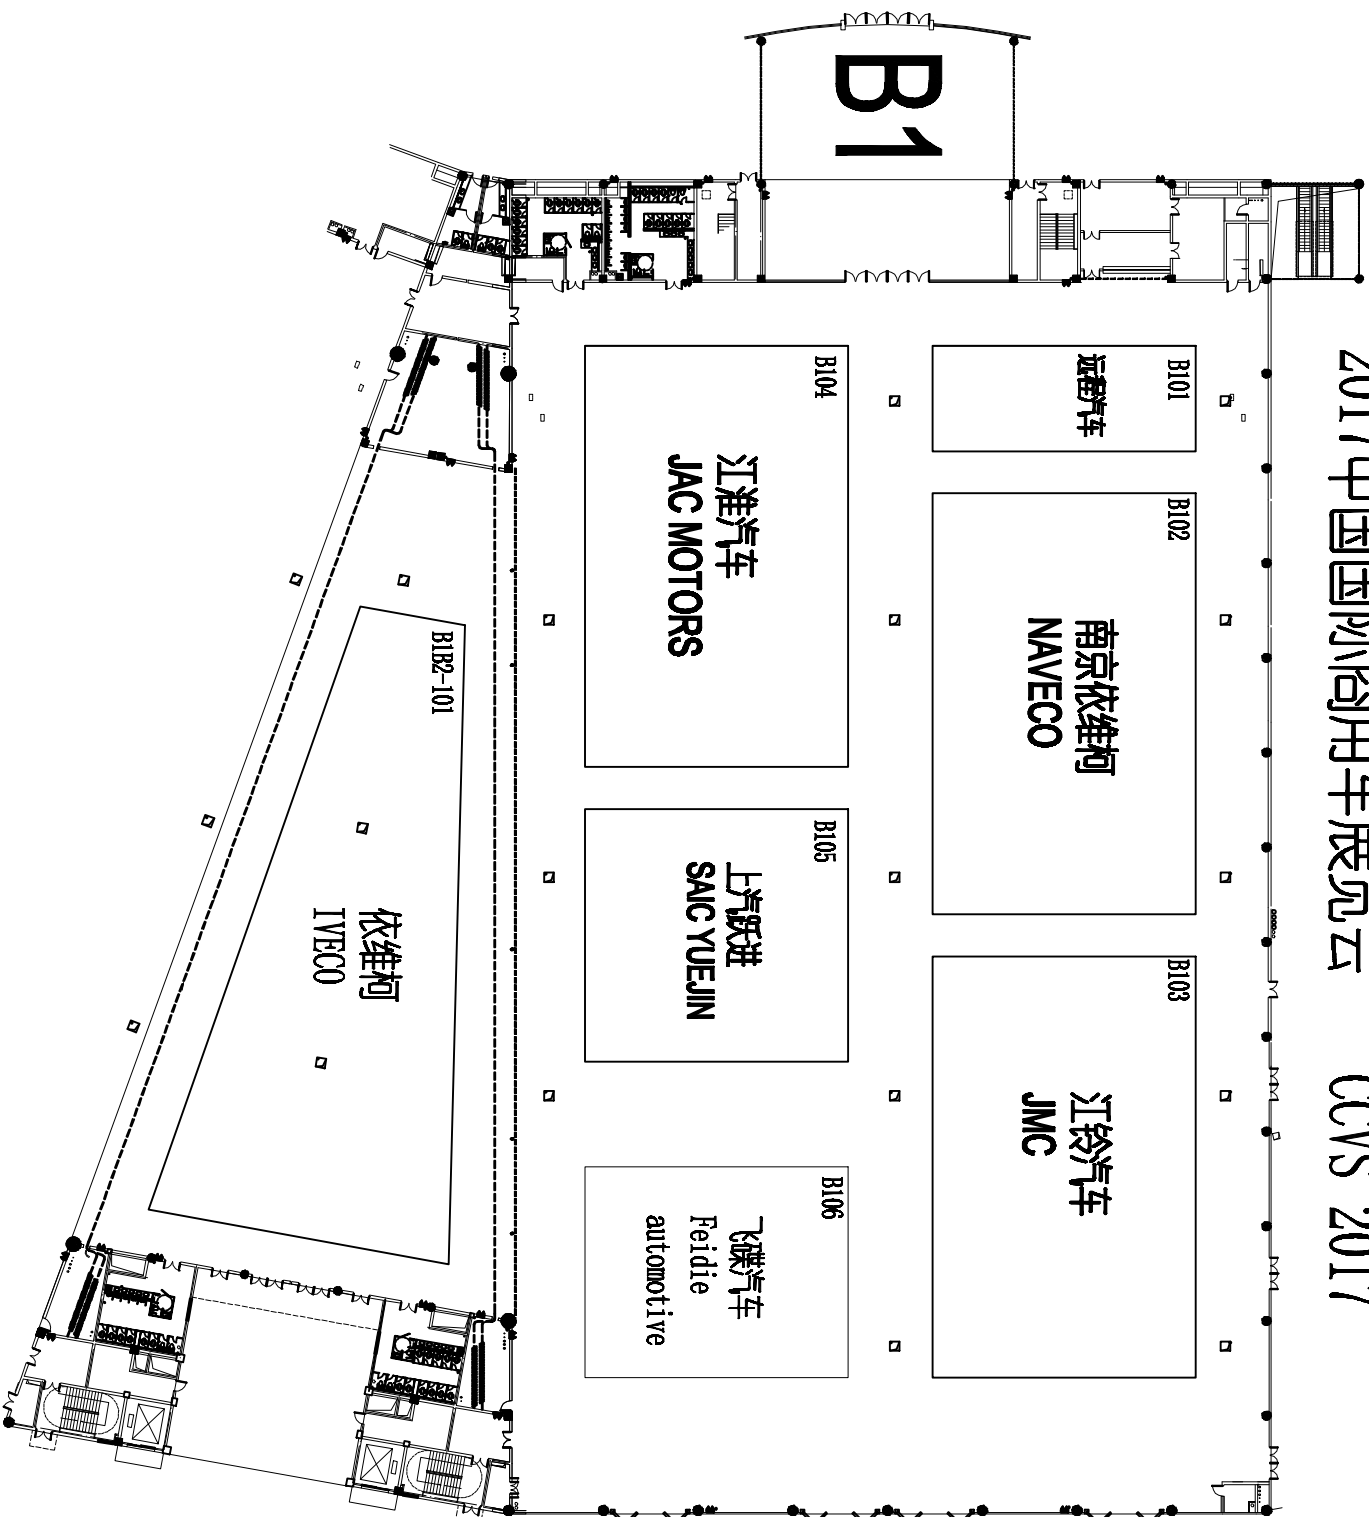 2017中国国际商用车展览会 CCVS 2017
B1
B101
远程汽车
B102
南京依维柯
NAVECO
B103
江铃汽车
JMC
B104
江淮汽车
JAC MOTORS
B105
上汽跃进
SAIC YUEJIN
B106
飞碟汽车
Feidie
automotive
B1B2-101
依维柯
IVECO